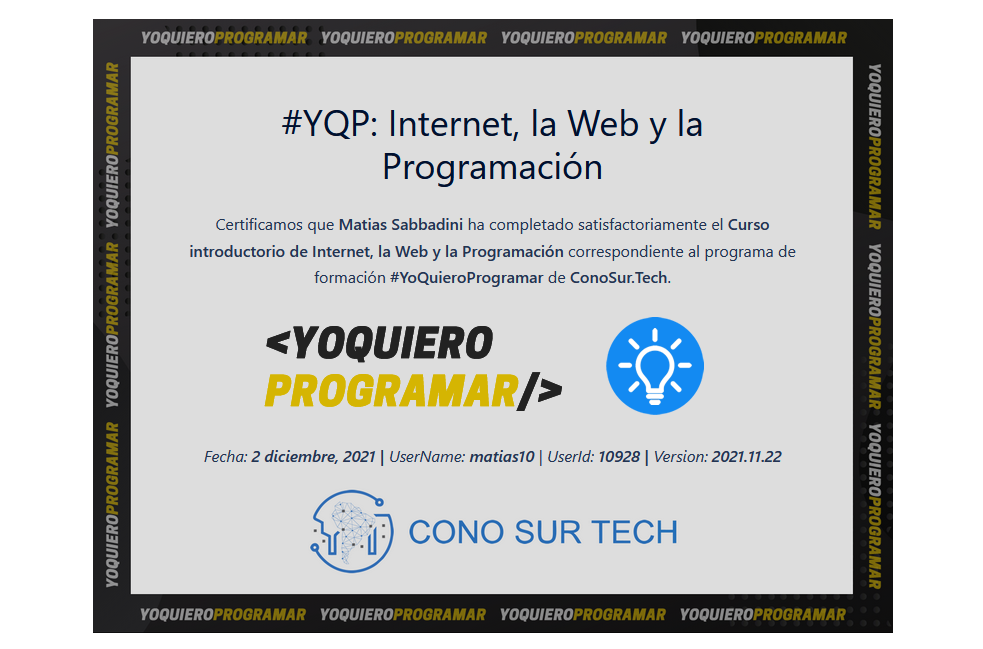 YOQUIEROPROGRAMAR YOQUIEROPROGRAMAR YOQUIEROPROGRAMAR YOQUIEROPROGRAMAR
YOQUIEROPROGRAMAR YOQUIEROPROGRAMAR YOQUIEROPROGRAMAR
#YQP: Internet, la Web y la
Programación
Certificamos que Matias Sabbadini ha completado satisfactoriamente el Curso
introductorio de Internet, la Web y la Programación correspondiente al programa de
formación #YoQuieroProgramar de ConoSur.Tech.
<YOQUIERO
PROGRAMAR/>
Fecha: 2 diciembre, 2021 | UserName: matias10 | UserId: 10928 | Version: 2021.11.22
CONO SUR TECH
YOQUIEROPROGRAMAR YOQUIEROPROGRAMAR YOQUIEROPROGRAMAR
YOQUIEROPROGRAMAR YOQUIEROPROGRAMAR YOQUIEROPROGRAMAR YOQUIEROPROGRAMAR